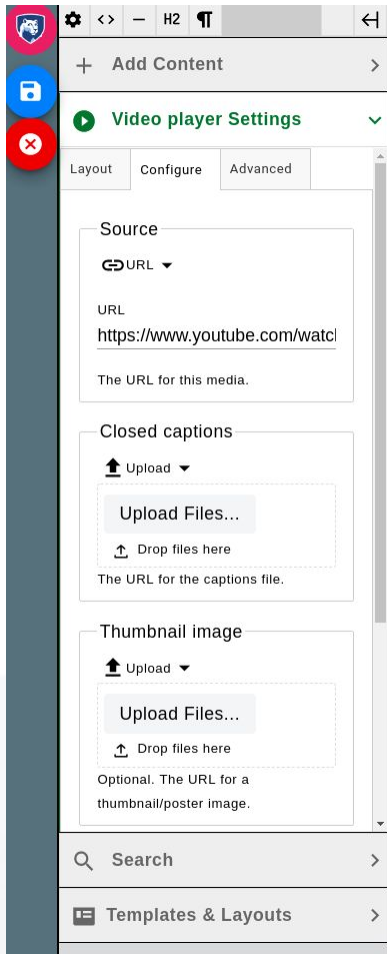 H2
Add Content
Video player Settings
Layout Configure Advanced
Source
URL
URL
https://www.youtube.com/watc
The URL for this media.
Closed captions
Upload
Upload Files...
Drop files here
The URL for the captions file.
Thumbnail image
Upload
Upload Files...
Drop files here
Optional. The URL for a
thumbnail/poster image.
Search
Templates & Layouts